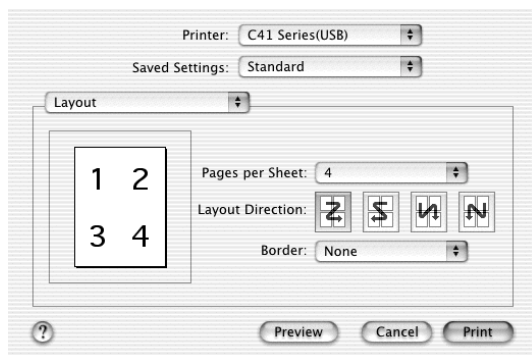 Printer: C41 Series(USB)
Saved Settings: Standard
Layout
1 2
3 4
Pages per Sheet: 4
Layout Direction:
Border: None
? Preview Cancel Print